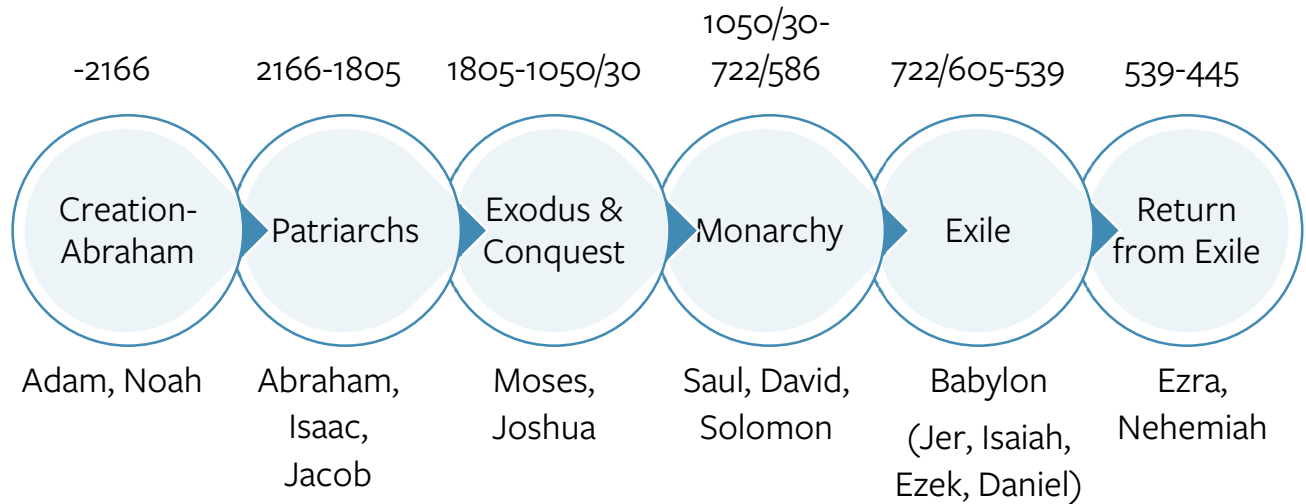 -2166
2166-1805
1805-1050/30
1050/30-
722/586
722/605-539
539-445
Creation-
Abraham
Patriarchs
Exodus &
Conquest
Monarchy
Exile
Return
from Exile
Adam, Noah
Abraham,
Isaac,
Jacob
Moses,
Joshua
Saul, David,
Solomon
Babylon
(Jer, Isaiah,
Ezek, Daniel)
Ezra,
Nehemiah